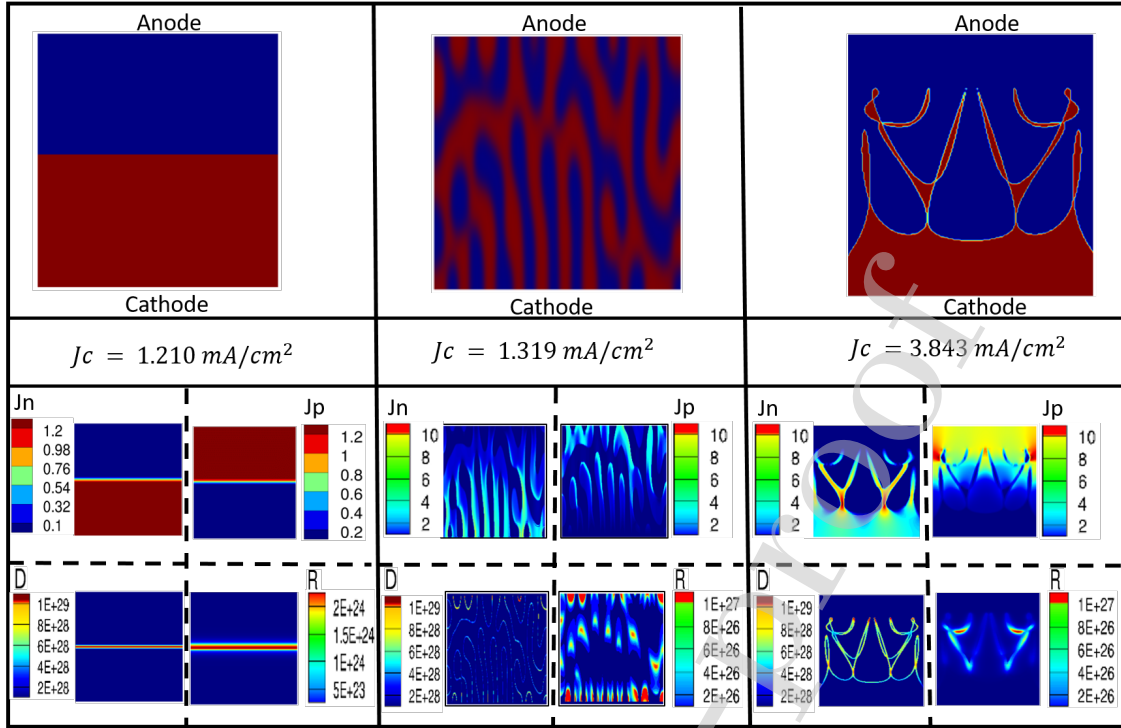 Anode
Anode
Anode
Cathode
Cathode
Cathode
Jc = 1.210 mA/cm²
Jc = 1.319 mA/cm²
Jc = 3.843 mA/cm²
Jn
1.2
0.98
0.76
0.54
0.32
0.1
Jp
1.2
1
0.8
0.6
0.4
0.2
Jn
10
8
6
4
2
Jp
10
8
6
4
2
Jn
10
8
6
4
2
Jp
10
8
6
4
2
D
1E+29
8E+28
6E+28
4E+28
2E+28
R
2E+24
1.5E+24
1E+24
5E+23
D
1E+29
8E+28
6E+28
4E+28
2E+28
R
1E+27
8E+26
6E+26
4E+26
2E+26
D
1E+29
8E+28
6E+28
4E+28
2E+28
R
1E+27
8E+26
6E+26
4E+26
2E+26
-proof